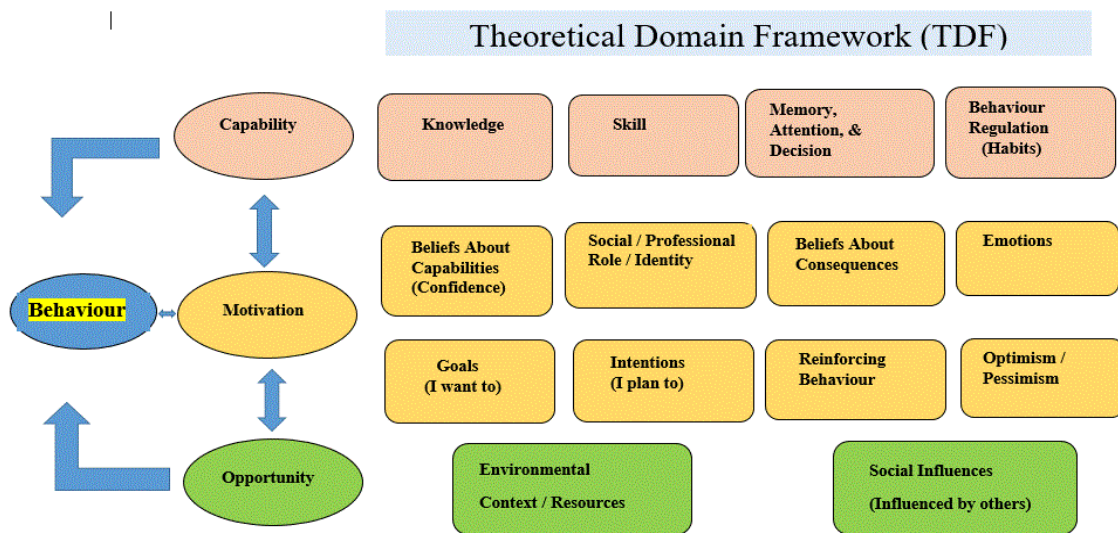 Theoretical Domain Framework (TDF)
Capability
Knowledge
Skill
Memory,
Attention, &
Decision
Behaviour
Regulation
(Habits)
Behaviour
Motivation
Beliefs About
Capabilities
(Confidence)
Social / Professional
Role / Identity
Beliefs About
Consequences
Emotions
Goals
(I want to)
Intentions
(I plan to)
Reinforcing
Behaviour
Optimism /
Pessimism
Opportunity
Environmental
Context / Resources
Social Influences
(Influenced by others)